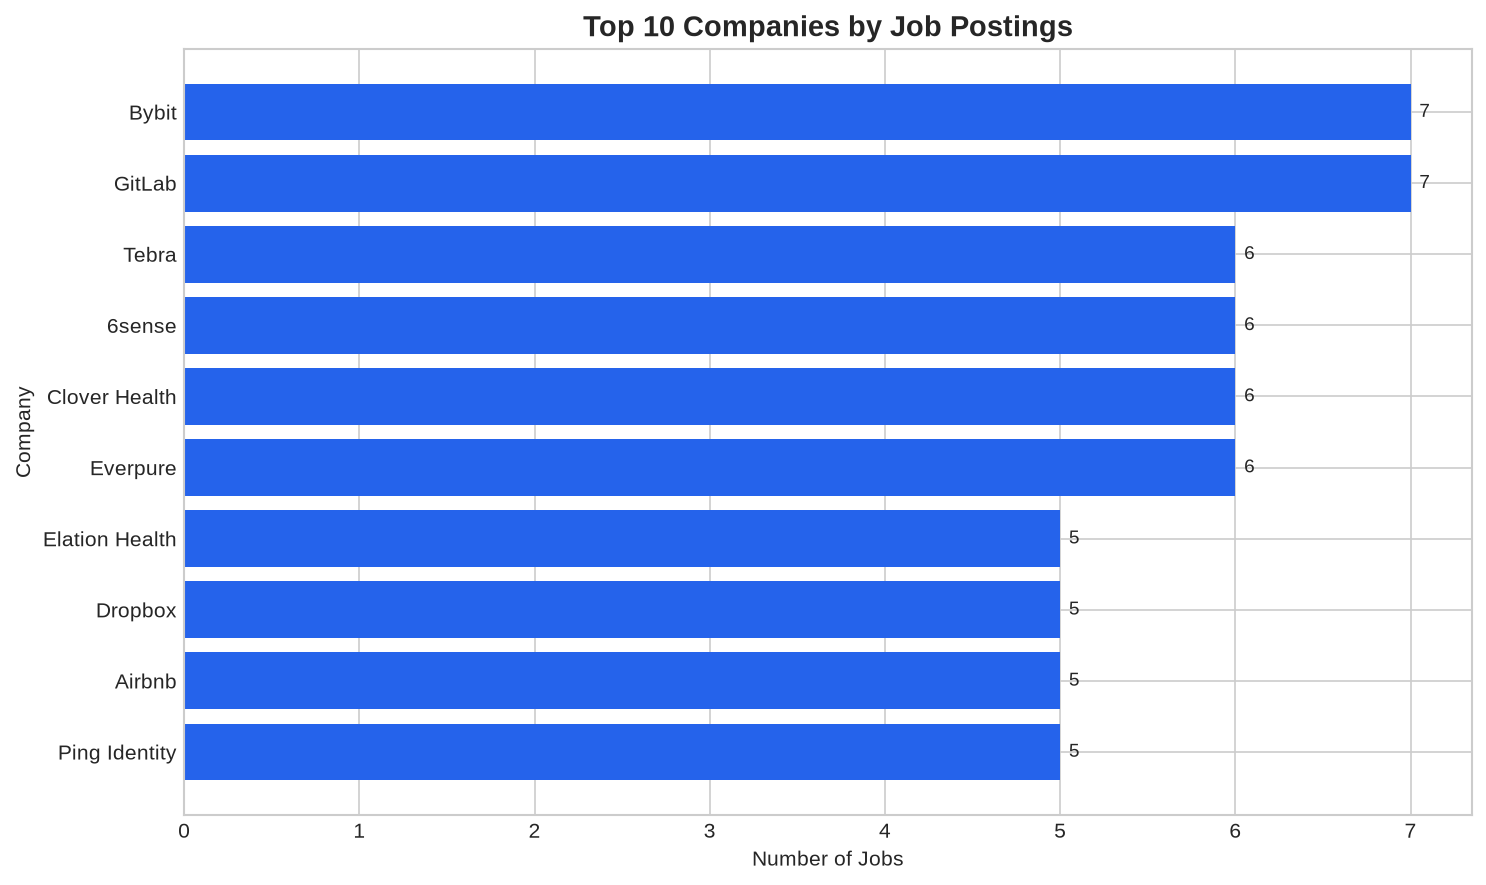 Top 10 Companies by Job Postings
Bybit 7
GitLab 7
Tebra 6
6sense 6
Clover Health 6
Everpure 6
Elation Health 5
Dropbox 5
Airbnb 5
Ping Identity 5
Company
0 1 2 3 4 5 6 7
Number of Jobs